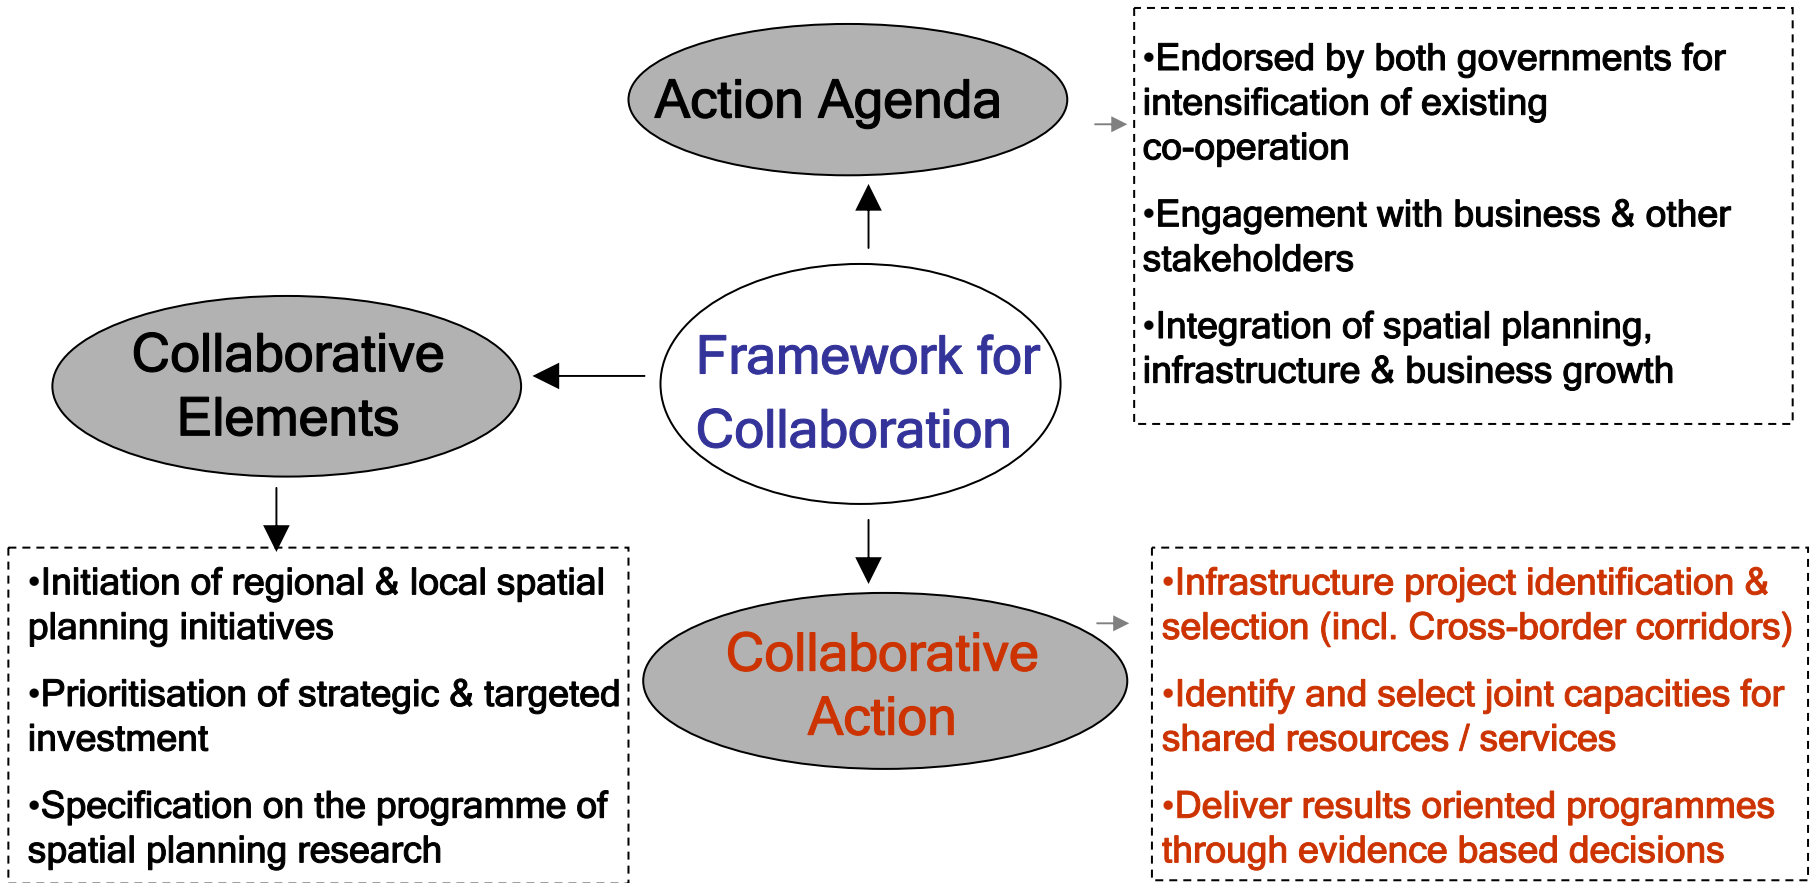 Action Agenda
•Endorsed by both governments for
intensification of existing
co-operation
•Engagement with business & other
stakeholders
•Integration of spatial planning,
infrastructure & business growth
Framework for
Collaboration
Collaborative
Elements
•Initiation of regional & local spatial
planning initiatives
•Prioritisation of strategic & targeted
investment
•Specification on the programme of
spatial planning research
Collaborative
Action
•Infrastructure project identification &
selection (incl. Cross-border corridors)
•Identify and select joint capacities for
shared resources / services
•Deliver results oriented programmes
through evidence based decisions